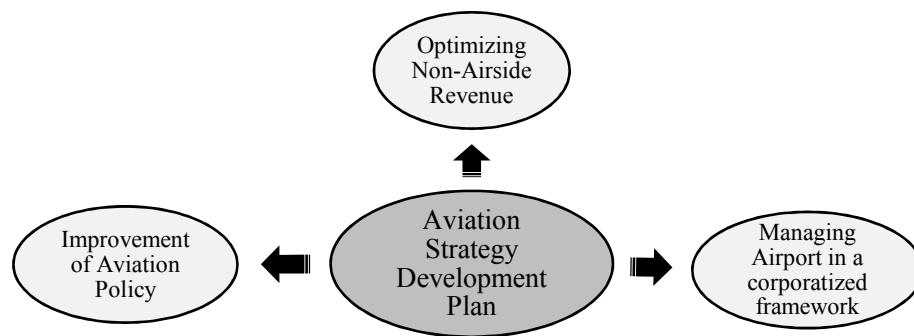 Optimizing
Non-Airside
Revenue
Improvement
of Aviation
Policy
Aviation
Strategy
Development
Plan
Managing
Airport in a
corporatized
framework